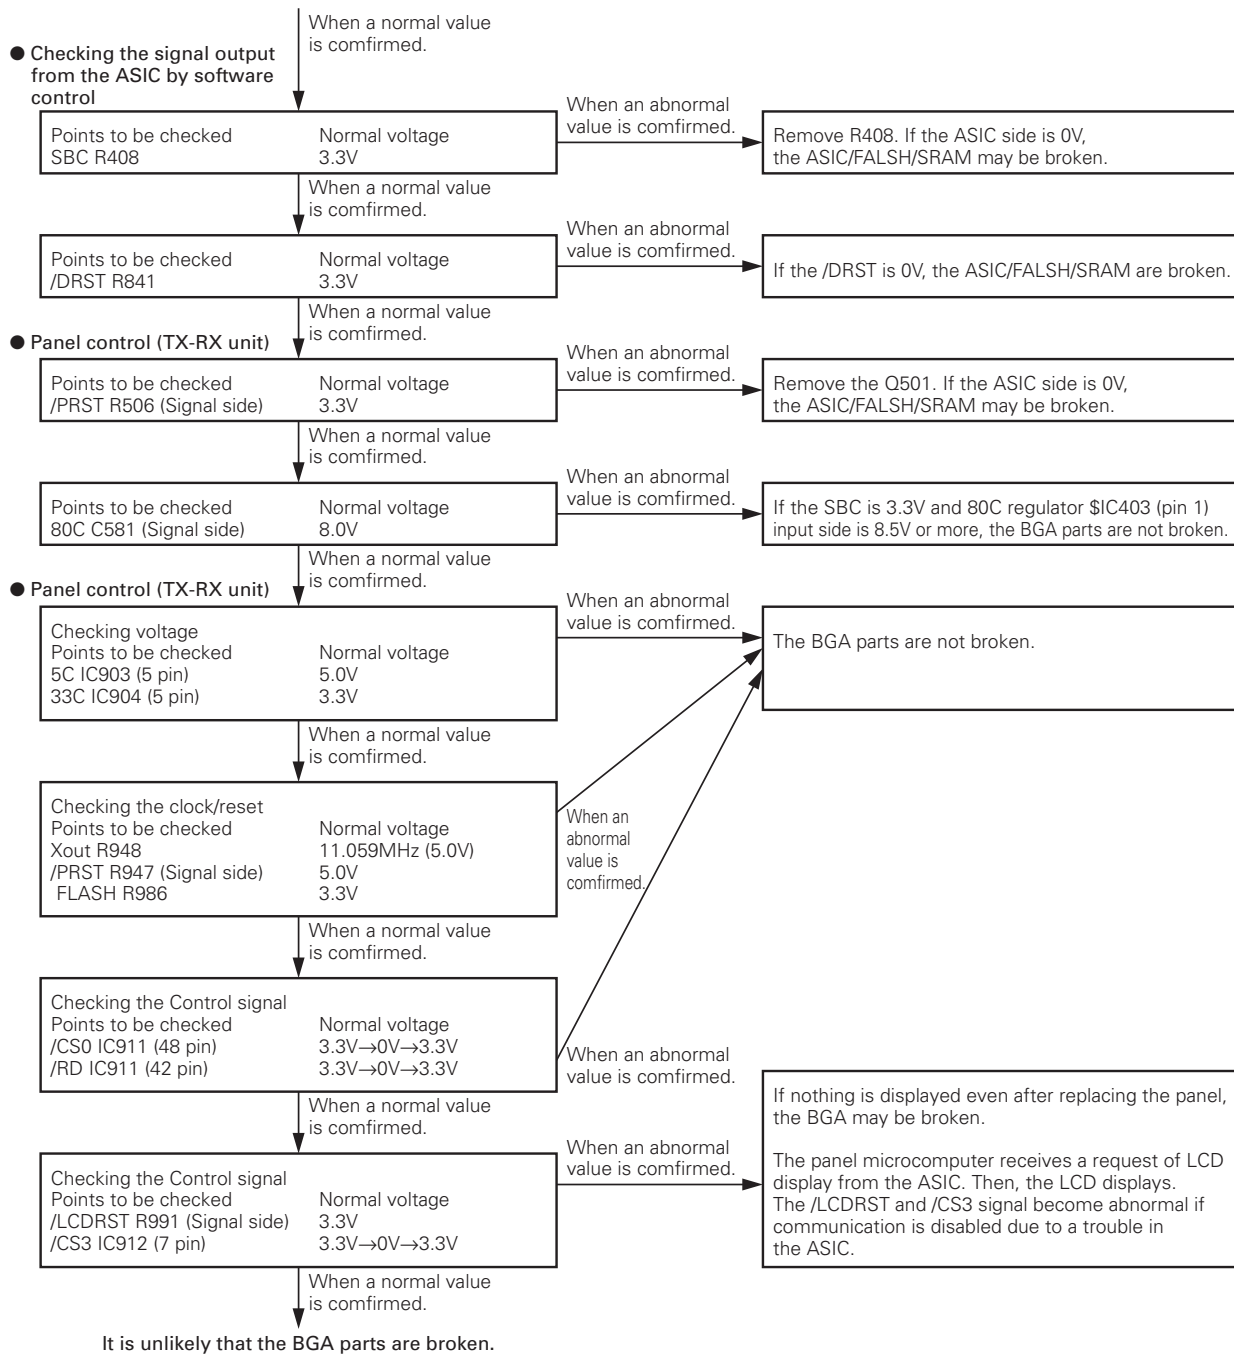 When a normal value
is comfirmed.
● Checking the signal output
from the ASIC by software
control
Points to be checked Normal voltage
SBC R408 3.3V
When an abnormal
value is comfirmed.
Remove R408. If the ASIC side is 0V,
the ASIC/FALSH/SRAM may be broken.
When a normal value
is comfirmed.
Points to be checked Normal voltage
/DRST R841 3.3V
When an abnormal
value is comfirmed.
If the /DRST is 0V, the ASIC/FALSH/SRAM are broken.
When a normal value
is comfirmed.
● Panel control (TX-RX unit)
Points to be checked Normal voltage
/PRST R506 (Signal side) 3.3V
When an abnormal
value is comfirmed.
Remove the Q501. If the ASIC side is 0V,
the ASIC/FALSH/SRAM may be broken.
When a normal value
is comfirmed.
Points to be checked Normal voltage
80C C581 (Signal side) 8.0V
When an abnormal
value is comfirmed.
If the SBC is 3.3V and 80C regulator $IC403 (pin 1)
input side is 8.5V or more, the BGA parts are not broken.
When a normal value
is comfirmed.
● Panel control (TX-RX unit)
Checking voltage
Points to be checked Normal voltage
5C IC903 (5 pin) 5.0V
33C IC904 (5 pin) 3.3V
When an abnormal
value is comfirmed.
The BGA parts are not broken.
When a normal value
is comfirmed.
Checking the clock/reset
Points to be checked Normal voltage
Xout R948 11.059MHz (5.0V)
/PRST R947 (Signal side) 5.0V
FLASH R986 3.3V
When an
abnormal
value is
comfirmed.
When a normal value
is comfirmed.
Checking the Control signal
Points to be checked Normal voltage
/CS0 IC911 (48 pin) 3.3V→0V→3.3V
/RD IC911 (42 pin) 3.3V→0V→3.3V
When an abnormal
value is comfirmed.
When a normal value
is comfirmed.
Checking the Control signal
Points to be checked Normal voltage
/LCDRST R991 (Signal side) 3.3V
/CS3 IC912 (7 pin) 3.3V→0V→3.3V
When an abnormal
value is comfirmed.
If nothing is displayed even after replacing the panel,
the BGA may be broken.
The panel microcomputer receives a request of LCD
display from the ASIC. Then, the LCD displays.
The /LCDRST and /CS3 signal become abnormal if
communication is disabled due to a trouble in
the ASIC.
When a normal value
is comfirmed.
It is unlikely that the BGA parts are broken.